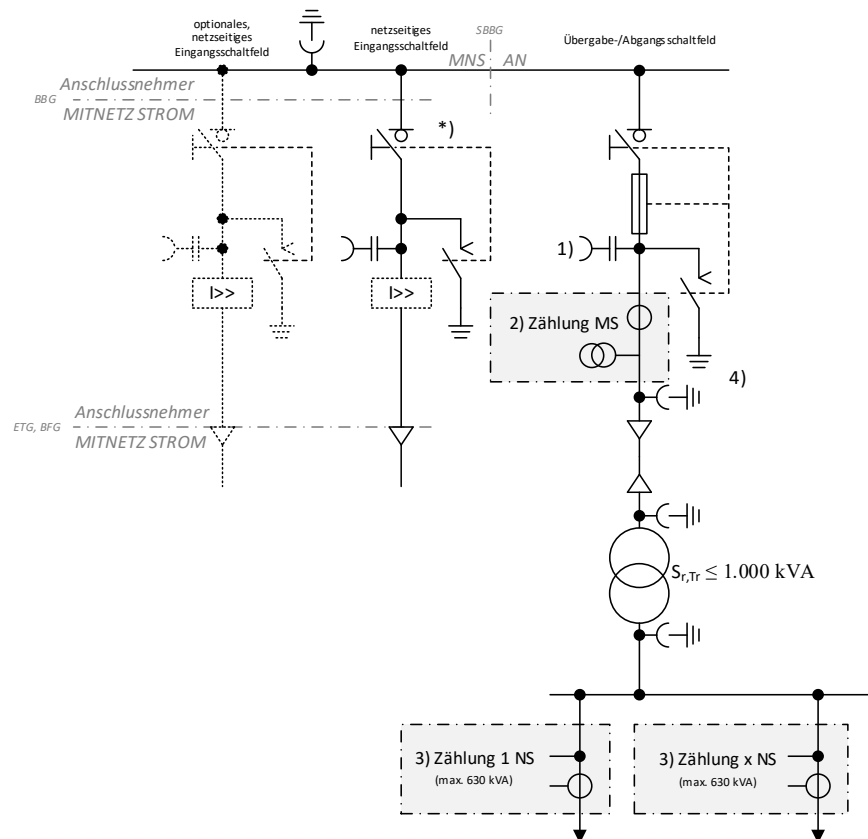 optionales,
netzseitiges
Eingangsschaltfeld
netzseitiges
Eingangsschaltfeld
SBBG
Übergabe-/Abgangsschaltfeld
MNS
AN
Anschlussnehmer
BBG
MITNETZ STROM
*)
1)
I>>
I>>
2) Zählung MS
4)
Anschlussnehmer
ETG, BFG
MITNETZ STROM
Sr,Tr ≤ 1.000 kVA
3) Zählung 1 NS
(max. 630 kVA)
3) Zählung x NS
(max. 630 kVA)